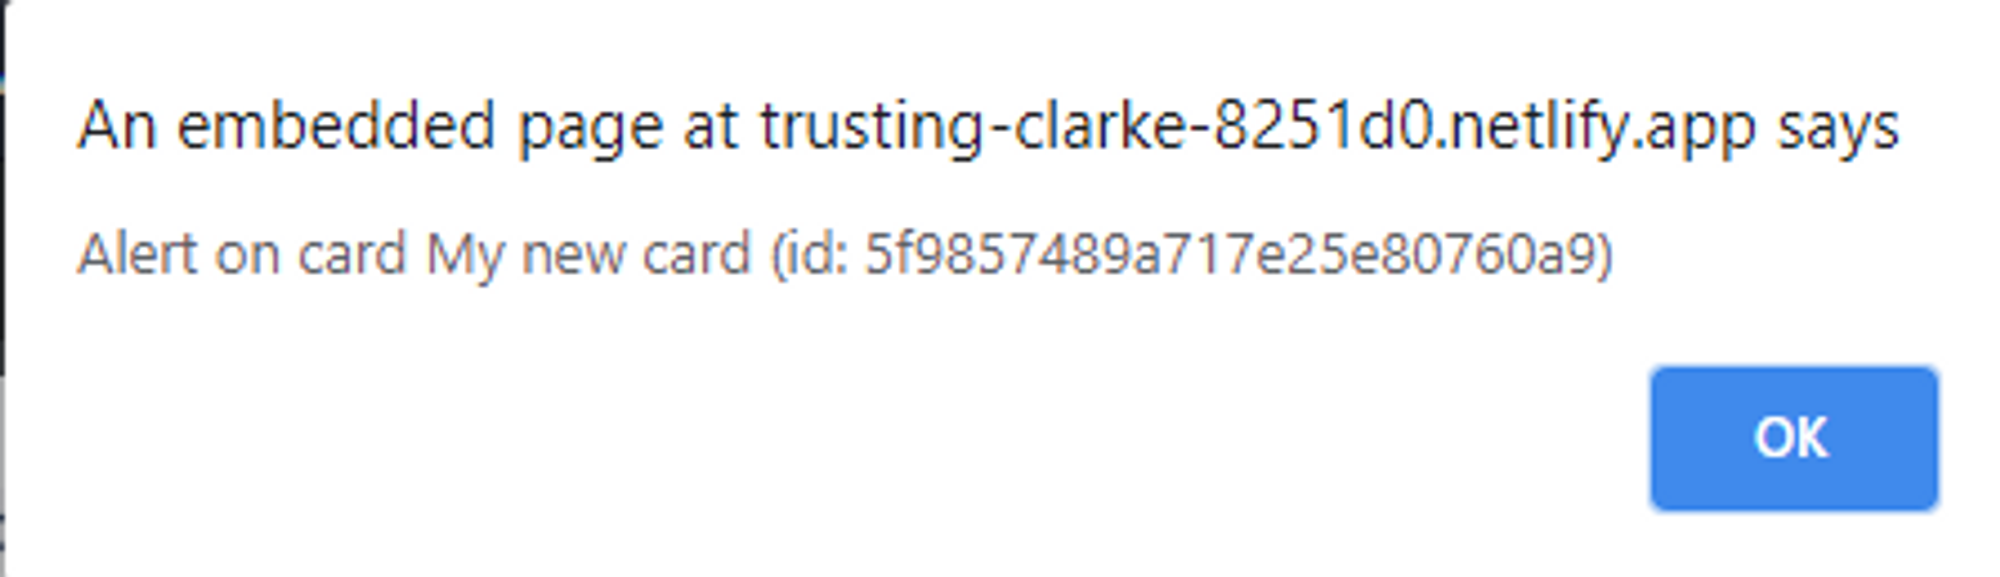 An embedded page at trusting-clarke-8251d0.netlify.app says
Alert on card My new card (id: 5f9857489a717e25e80760a9)
OK